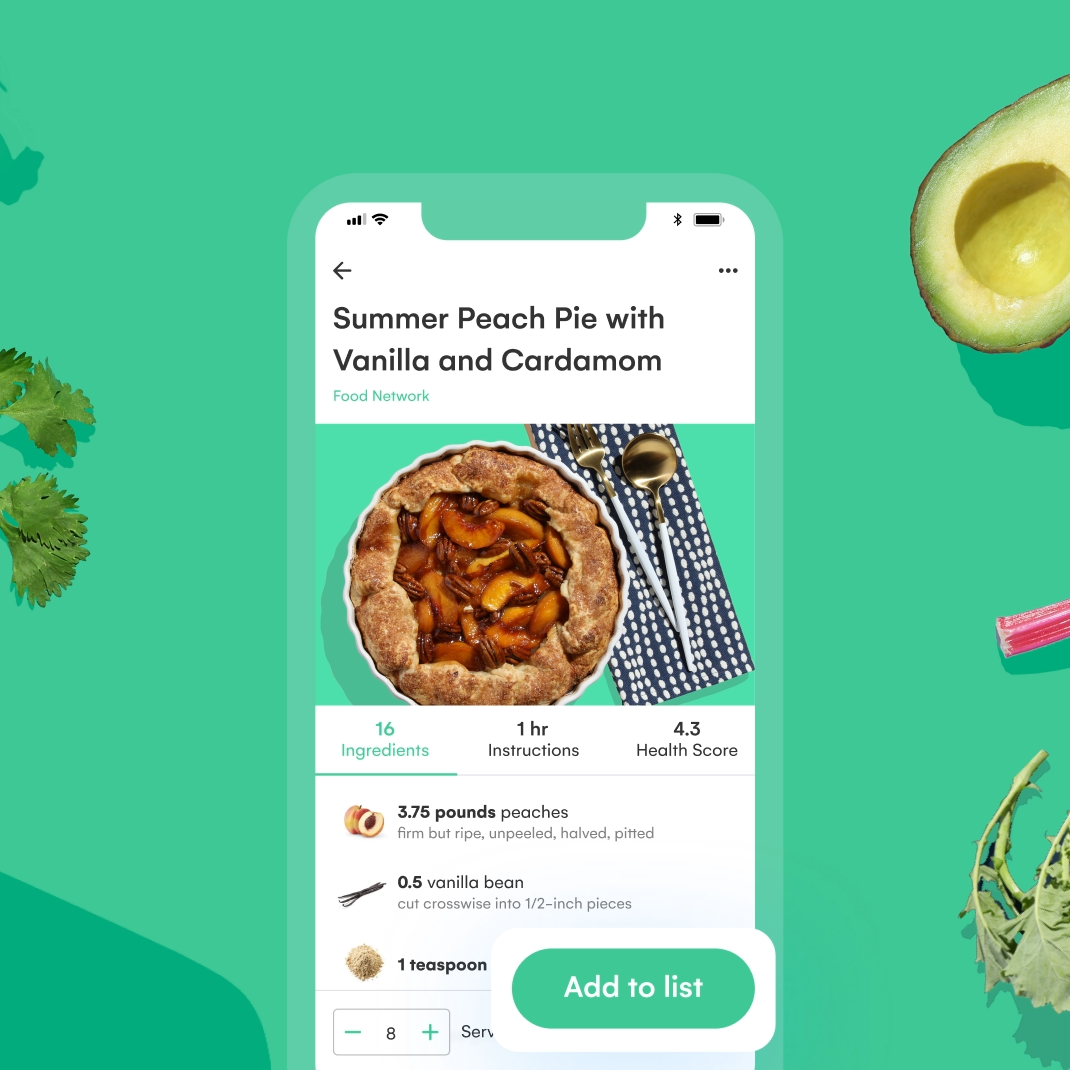 Summer Peach Pie with
Vanilla and Cardamom
Food Network
16
Ingredients
1 hr
Instructions
4.3
Health Score
3.75 pounds peaches
firm but ripe, unpeeled, halved, pitted
0.5 vanilla bean
cut crosswise into 1/2-inch pieces
1 teaspoon
Add to list
8
Serv